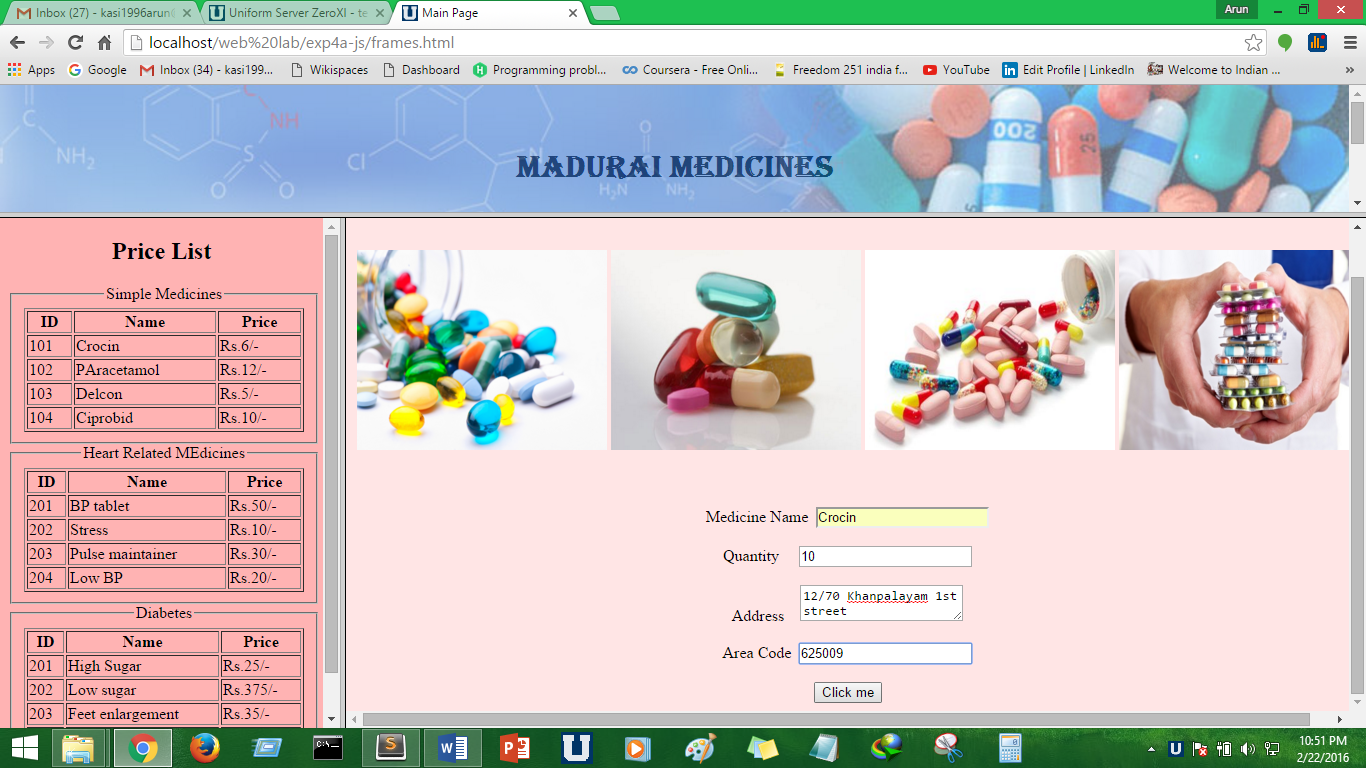 Inbox (27) - kasi1996arun@
Uniform Server ZeroXI - te
Main Page
Arun
localhost/web%20lab/exp4a-js/frames.html
Apps
Google
Inbox (34) - kasi199...
Wikispaces
Dashboard
Programming probl...
Coursera - Free Onli...
Freedom 251 india f...
YouTube
Edit Profile | LinkedIn
Welcome to Indian ...
»
C
NH₂
NH
S
O
O
Cl
N
O
H₂N
NH₂
200
25
MADURAI MEDICINES
Price List
Simple Medicines
ID Name Price
101 Crocin Rs.6/-
102 PAracetamol Rs.12/-
103 Delcon Rs.5/-
104 Ciprobid Rs.10/-
Heart Related MEdicines
ID Name Price
201 BP tablet Rs.50/-
202 Stress Rs.10/-
203 Pulse maintainer Rs.30/-
204 Low BP Rs.20/-
Diabetes
ID Name Price
201 High Sugar Rs.25/-
202 Low sugar Rs.375/-
203 Feet enlargement Rs.35/-
Medicine Name Crocin
Quantity 10
Address 12/70 Khanpalayam 1st
street
Area Code 625009
Click me
10:51 PM
2/22/2016